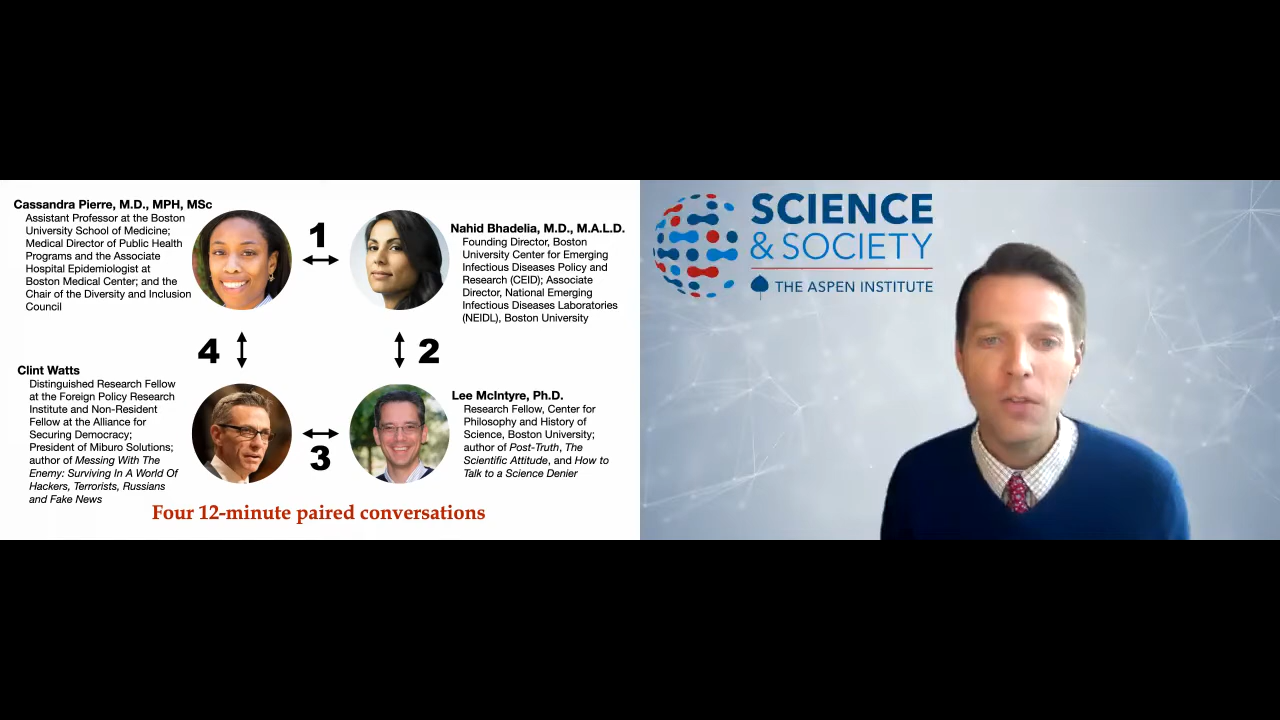 Cassandra Pierre, M.D., MPH, MSc
Assistant Professor at the Boston
University School of Medicine;
Medical Director of Public Health
Programs and the Associate
Hospital Epidemiologist at
Boston Medical Center; and the
Chair of the Diversity and Inclusion
Council
1
Nahid Bhadelia, M.D., M.A.L.D.
Founding Director, Boston
University Center for Emerging
Infectious Diseases Policy and
Research (CEID); Associate
Director, National Emerging
Infectious Diseases Laboratories
(NEIDL), Boston University
4
2
Clint Watts
Distinguished Research Fellow
at the Foreign Policy Research
Institute and Non-Resident
Fellow at the Alliance for
Securing Democracy;
President of Miburo Solutions;
author of Messing With The
Enemy: Surviving In A World Of
Hackers, Terrorists, Russians
and Fake News
3
Lee McIntyre, Ph.D.
Research Fellow, Center for
Philosophy and History of
Science, Boston University;
author of Post-Truth, The
Scientific Attitude, and How to
Talk to a Science Denier
Four 12-minute paired conversations
SCIENCE
& SOCIETY
THE ASPEN INSTITUTE